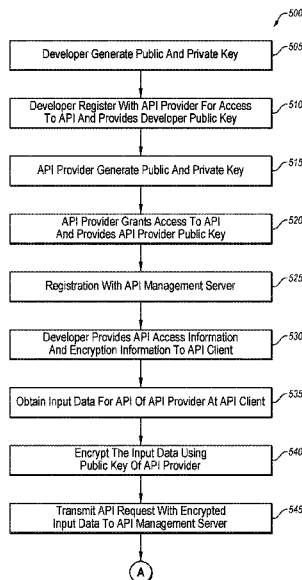 500
Developer Generate Public And Private Key
505
Developer Register With API Provider For Access
To API And Provides Developer Public Key
510
API Provider Generate Public And Private Key
515
API Provider Grants Access To API
And Provides API Provider Public Key
520
Registration With API Management Server
525
Developer Provides API Access Information
And Encryption Information To API Client
530
Obtain Input Data For API Of API Provider At API Client
535
Encrypt The Input Data Using
Public Key Of API Provider
540
Transmit API Request With Encrypted
Input Data To API Management Server
545
A